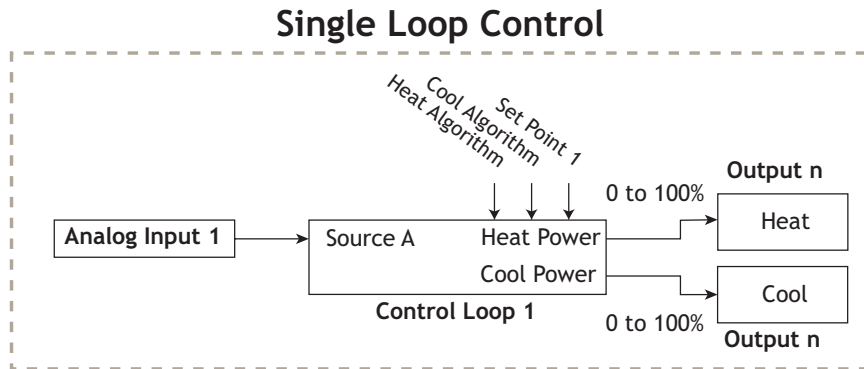 Single Loop Control
Heat Algorithm
Cool Algorithm
Set Point 1
Output n
0 to 100%
Analog Input 1
Source A
Heat Power
Heat
Cool Power
Cool
Control Loop 1
0 to 100%
Output n